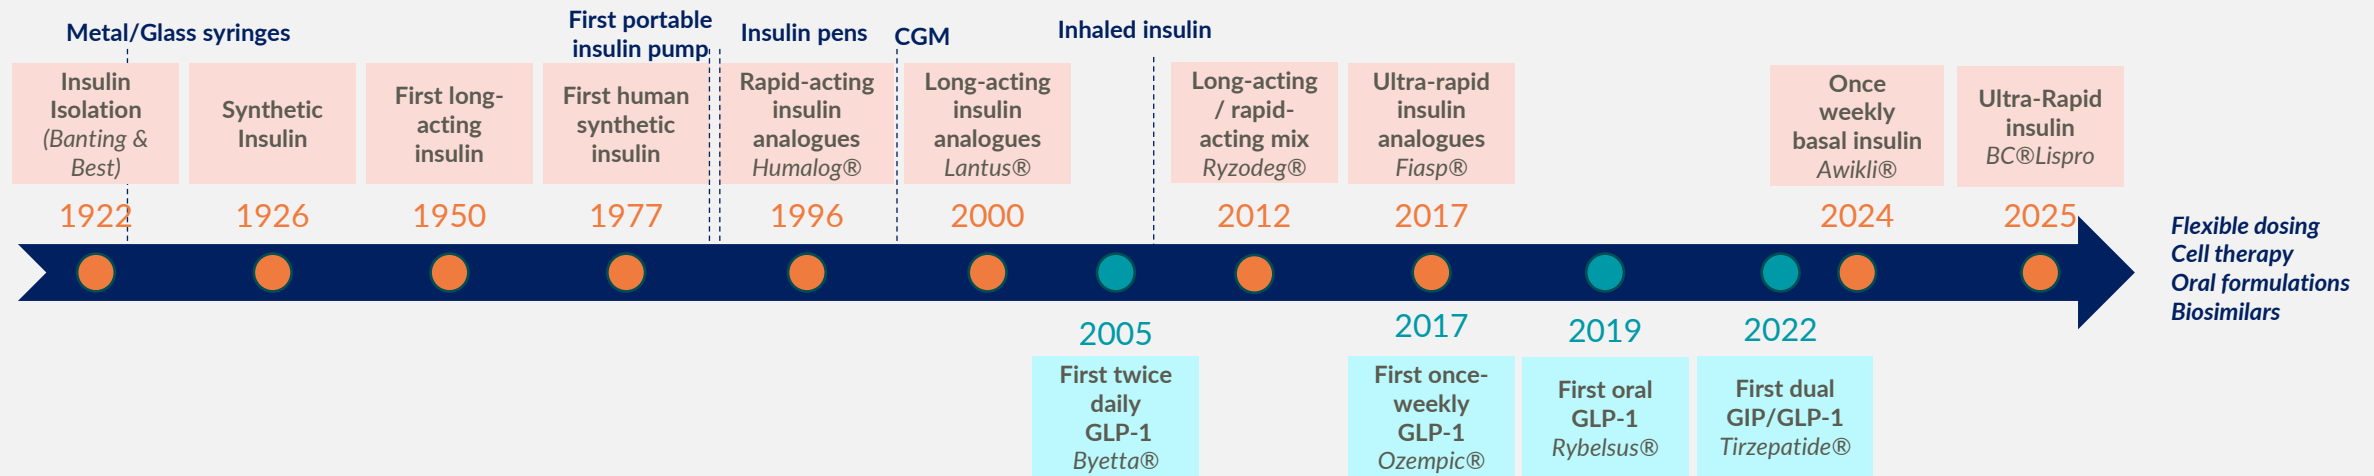 Metal/Glass syringes
First portable
insulin pump
Insulin pens
CGM
Inhaled insulin
Insulin
Isolation
(Banting &
Best)
Synthetic
Insulin
First long-
acting
insulin
First human
synthetic
insulin
Rapid-acting
insulin
analogues
Humalog®
Long-acting
insulin
analogues
Lantus®
Long-acting
/ rapid-
acting mix
Ryzodeg®
Ultra-rapid
insulin
analogues
Fiasp®
Once
weekly
basal insulin
Awikli®
Ultra-Rapid
insulin
BC®Lispro
1922
1926
1950
1977
1996
2000
2012
2017
2024
2025
Flexible dosing
Cell therapy
Oral formulations
Biosimilars
2005
2017
2019
2022
First twice
daily
GLP-1
Byetta®
First once-
weekly
GLP-1
Ozempic®
First oral
GLP-1
Rybelsus®
First dual
GIP/GLP-1
Tirzepatide®